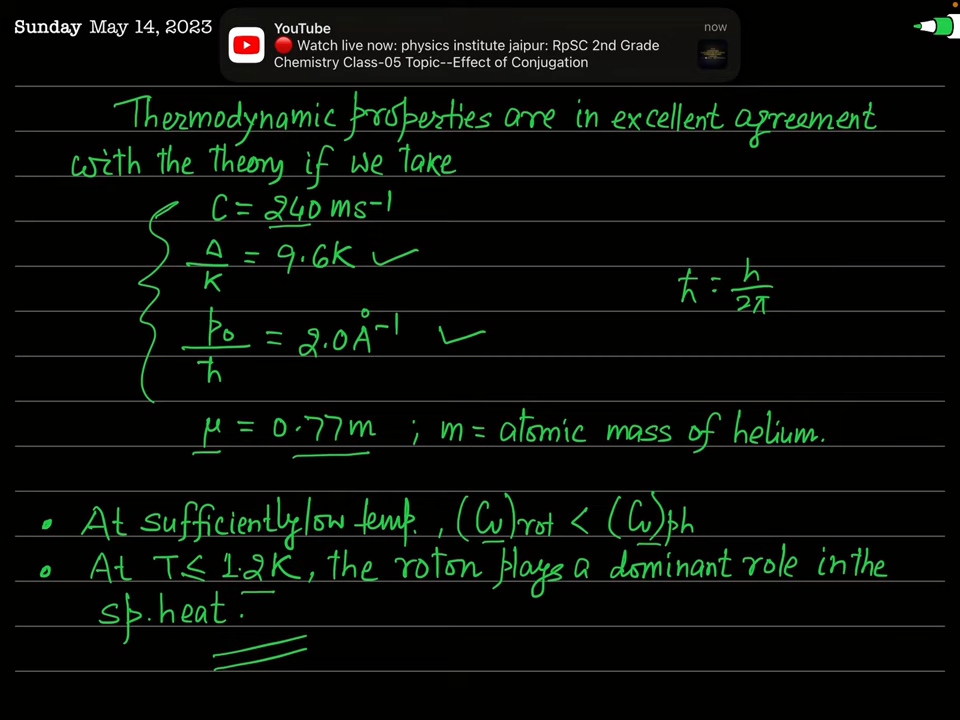 Sunday May 14, 2023
YouTube
now
🔴 Watch live now: physics institute jaipur: RpSC 2nd Grade
Chemistry Class-05 Topic--Effect of Conjugation
Thermodynamic properties are in excellent agreement
with the theory if we take
C = 240 ms⁻¹
Δ/K = 9.6K ✓
ħ = h/2π
p₀/ħ = 2.0 Å⁻¹ ✓
μ = 0.77m ; m = atomic mass of helium.
• At sufficiently low temp., (Cv)rot < (Cv)ph
• At T ≤ 1.2K, the roton plays a dominant role in the
sp. heat.